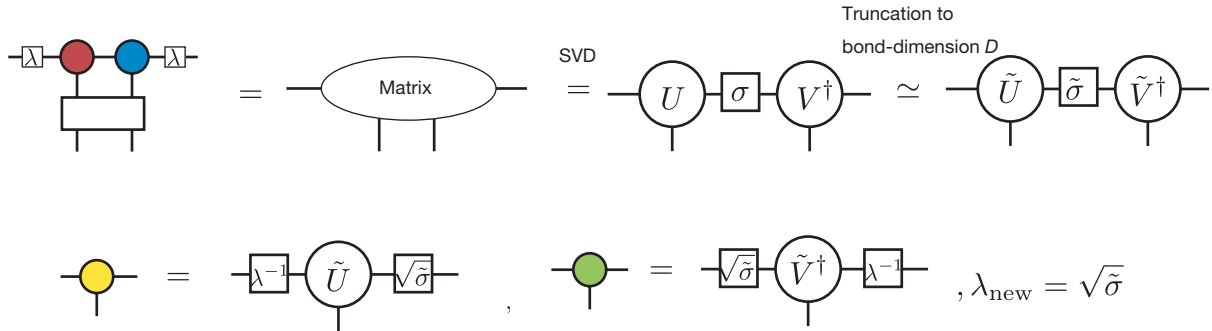 λ λ
= Matrix
SVD
=
U σ V†
Truncation to
bond-dimension D
≃
Ũ σ̃ Ṽ†
= λ⁻¹ Ũ √σ̃ ,
= √σ̃ Ṽ† λ⁻¹ , λ_new = √σ̃